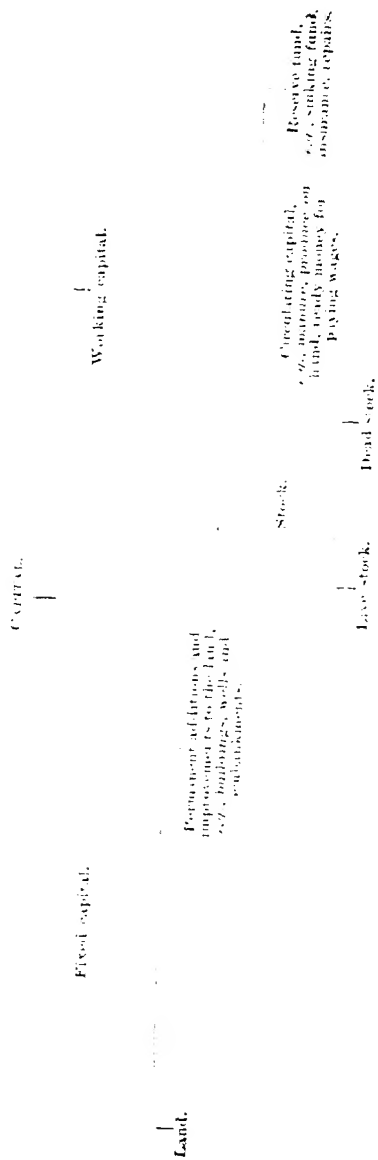 CAPITAL.
Fixed capital.
Working capital.
Land.
Permanent additions and
improvements to the land,
e.g., buildings, wells and
embankments.
Stock.
Circulating capital,
e.g., manure, produce on
hand, ready money for
paying wages.
Reserve fund,
e.g., sinking fund,
insurance, repairs.
Live stock.
Dead stock.